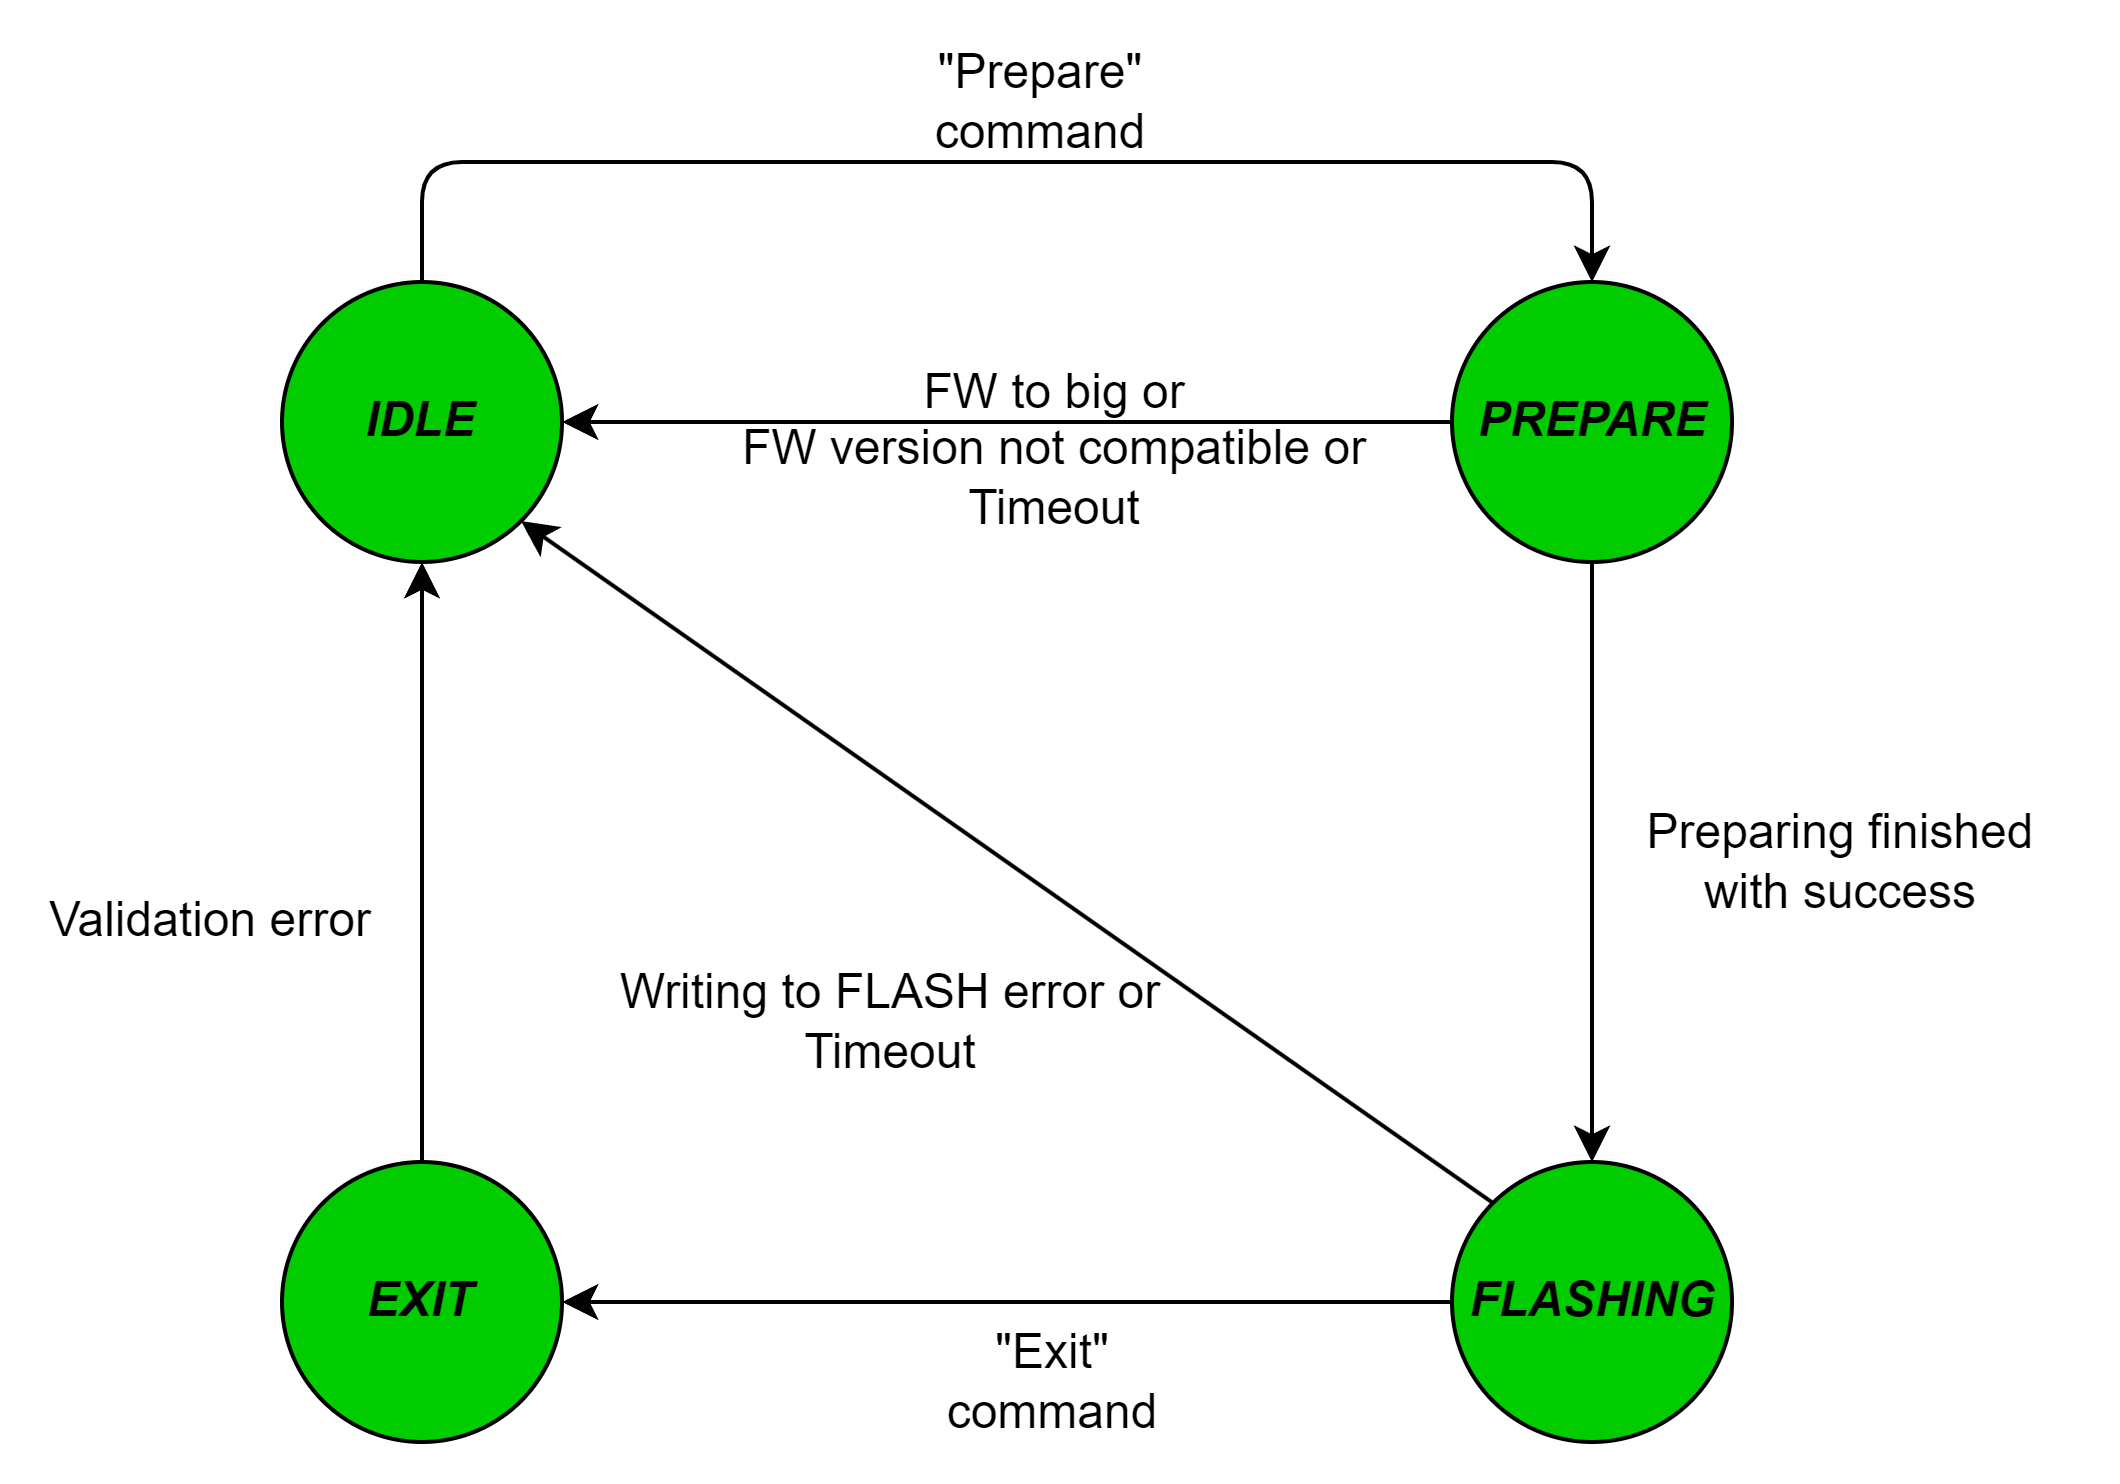 "Prepare"
command
IDLE
FW to big or
FW version not compatible or
Timeout
PREPARE
Preparing finished
with success
Validation error
Writing to FLASH error or
Timeout
EXIT
FLASHING
"Exit"
command